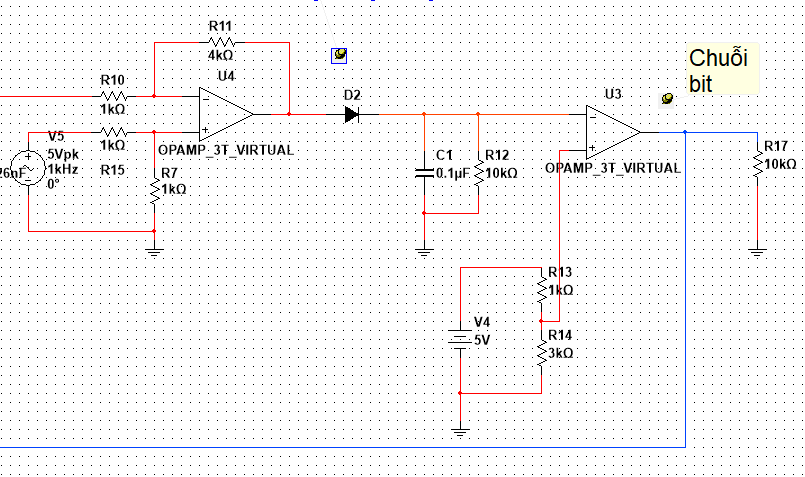 R11
4kΩ
U4
R10
1kΩ
D2
Chuỗi
bit
U3
V5
5Vpk
1kHz
0°
26nF
1kΩ
R15
OPAMP_3T_VIRTUAL
R7
1kΩ
C1
0.1µF
R12
10kΩ
OPAMP_3T_VIRTUAL
R17
10kΩ
R13
1kΩ
V4
5V
R14
3kΩ